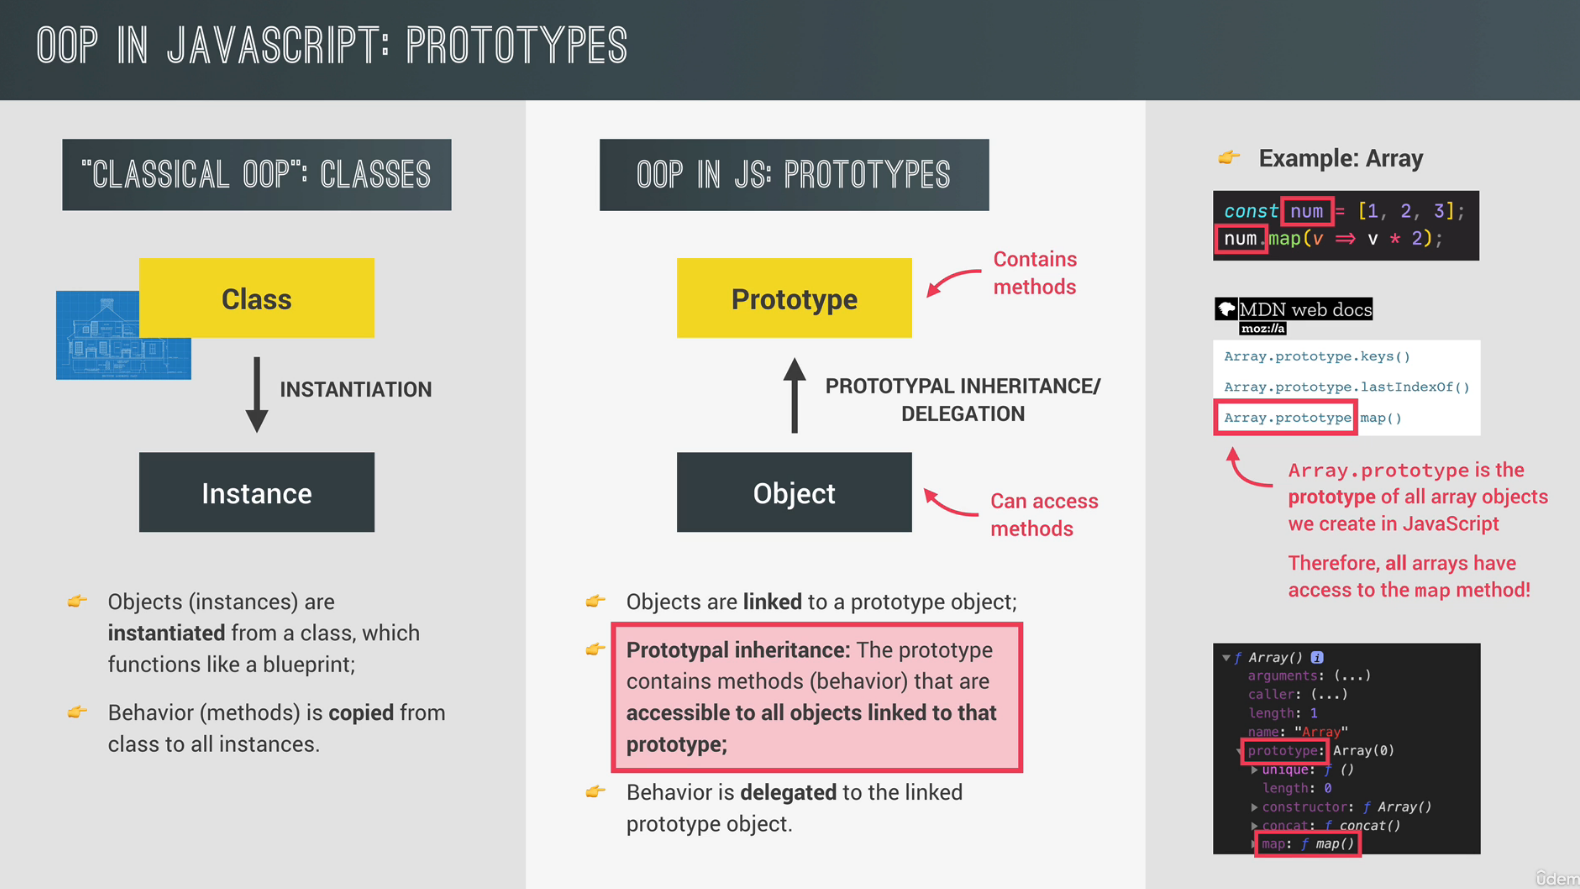 OOP IN JAVASCRIPT: PROTOTYPES
"CLASSICAL OOP": CLASSES
Class
INSTANTIATION
Instance
👉 Objects (instances) are
instantiated from a class, which
functions like a blueprint;
👉 Behavior (methods) is copied from
class to all instances.
OOP IN JS: PROTOTYPES
Prototype
Contains
methods
PROTOTYPAL INHERITANCE/
DELEGATION
Object
Can access
methods
👉 Objects are linked to a prototype object;
👉 Prototypal inheritance: The prototype
contains methods (behavior) that are
accessible to all objects linked to that
prototype;
👉 Behavior is delegated to the linked
prototype object.
👉 Example: Array
const num = [1, 2, 3];
num.map(v => v * 2);
MDN web docs
moz://a
Array.prototype.keys()
Array.prototype.lastIndexOf()
Array.prototype.map()
Array.prototype is the
prototype of all array objects
we create in JavaScript
Therefore, all arrays have
access to the map method!
▼ ƒ Array() i
arguments: (...)
caller: (...)
length: 1
name: "Array"
▼ prototype: Array(0)
▶ unique: ƒ ()
length: 0
▶ constructor: ƒ Array()
▶ concat: ƒ concat()
▶ map: ƒ map()